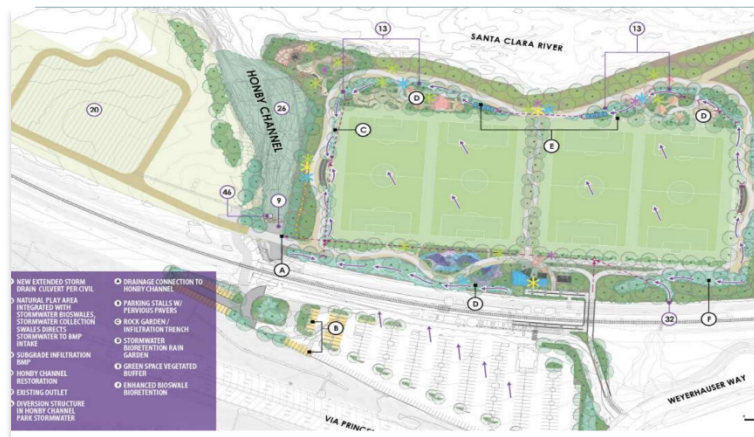 SANTA CLARA RIVER
13
13
HONBY CHANNEL
20
26
D
D
C
E
46
9
A
D
B
32
F
WEYERHAUSER WAY
VIA PRINC
NEW EXTENDED STORM
DRAIN CULVERT PER CIVIL
NATURAL PLAY AREA
INTEGRATED WITH
STORMWATER BIOSWALES,
STORMWATER COLLECTION
SWALES DIRECTS
STORMWATER TO BMP
INTAKE
SUBGRADE INFILTRATION
BMP
HONBY CHANNEL
RESTORATION
EXISTING OUTLET
DIVERSION STRUCTURE
IN HONBY CHANNEL
PARK STORMWATER
A DRAINAGE CONNECTION TO
HONBY CHANNEL
PARKING STALLS W/
PERVIOUS PAVERS
ROCK GARDEN /
INFILTRATION TRENCH
STORMWATER
BIORETENTION RAIN
GARDEN
GREEN SPACE VEGETATED
BUFFER
ENHANCED BIOSWALE
BIORETENTION